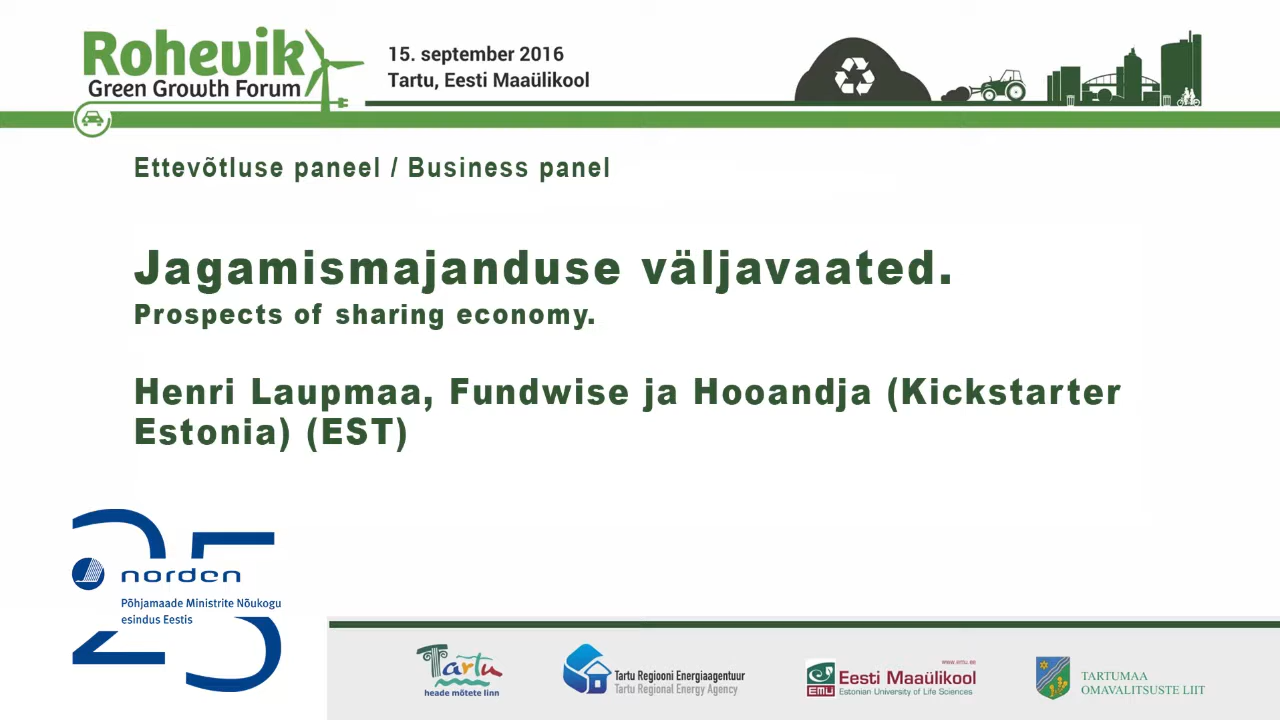 Rohevik
Green Growth Forum
15. september 2016
Tartu, Eesti Maaülikool
Ettevõtluse paneel / Business panel
Jagamismajanduse väljavaated.
Prospects of sharing economy.
Henri Laupmaa, Fundwise ja Hooandja (Kickstarter
Estonia) (EST)
25
norden
Põhjamaade Ministrite Nõukogu
esindus Eestis
Tartu
heade mõtete linn
Tartu Regiooni Energiaagentuur
Tartu Regional Energy Agency
www.emu.ee
EMU
Eesti Maaülikool
Estonian University of Life Sciences
TARTUMAA
OMAVALITSUSTE LIIT